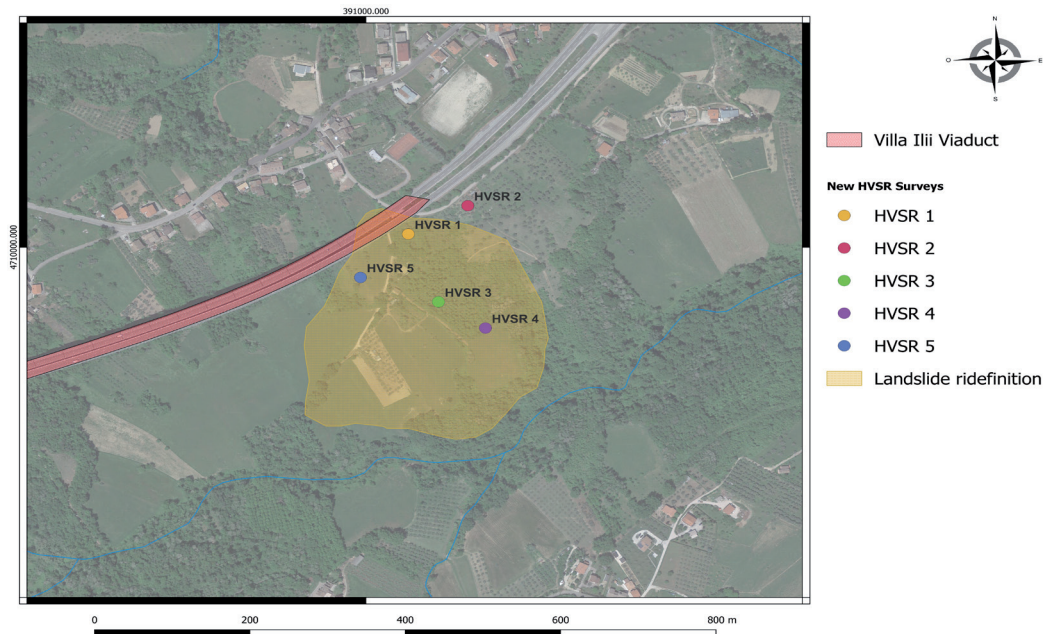 391000.000
4710000.000
HVSR 2
HVSR 1
HVSR 5
HVSR 3
HVSR 4
N
O
E
S
Villa Ilii Viaduct
New HVSR Surveys
HVSR 1
HVSR 2
HVSR 3
HVSR 4
HVSR 5
Landslide ridefinition
0 200 400 600 800 m